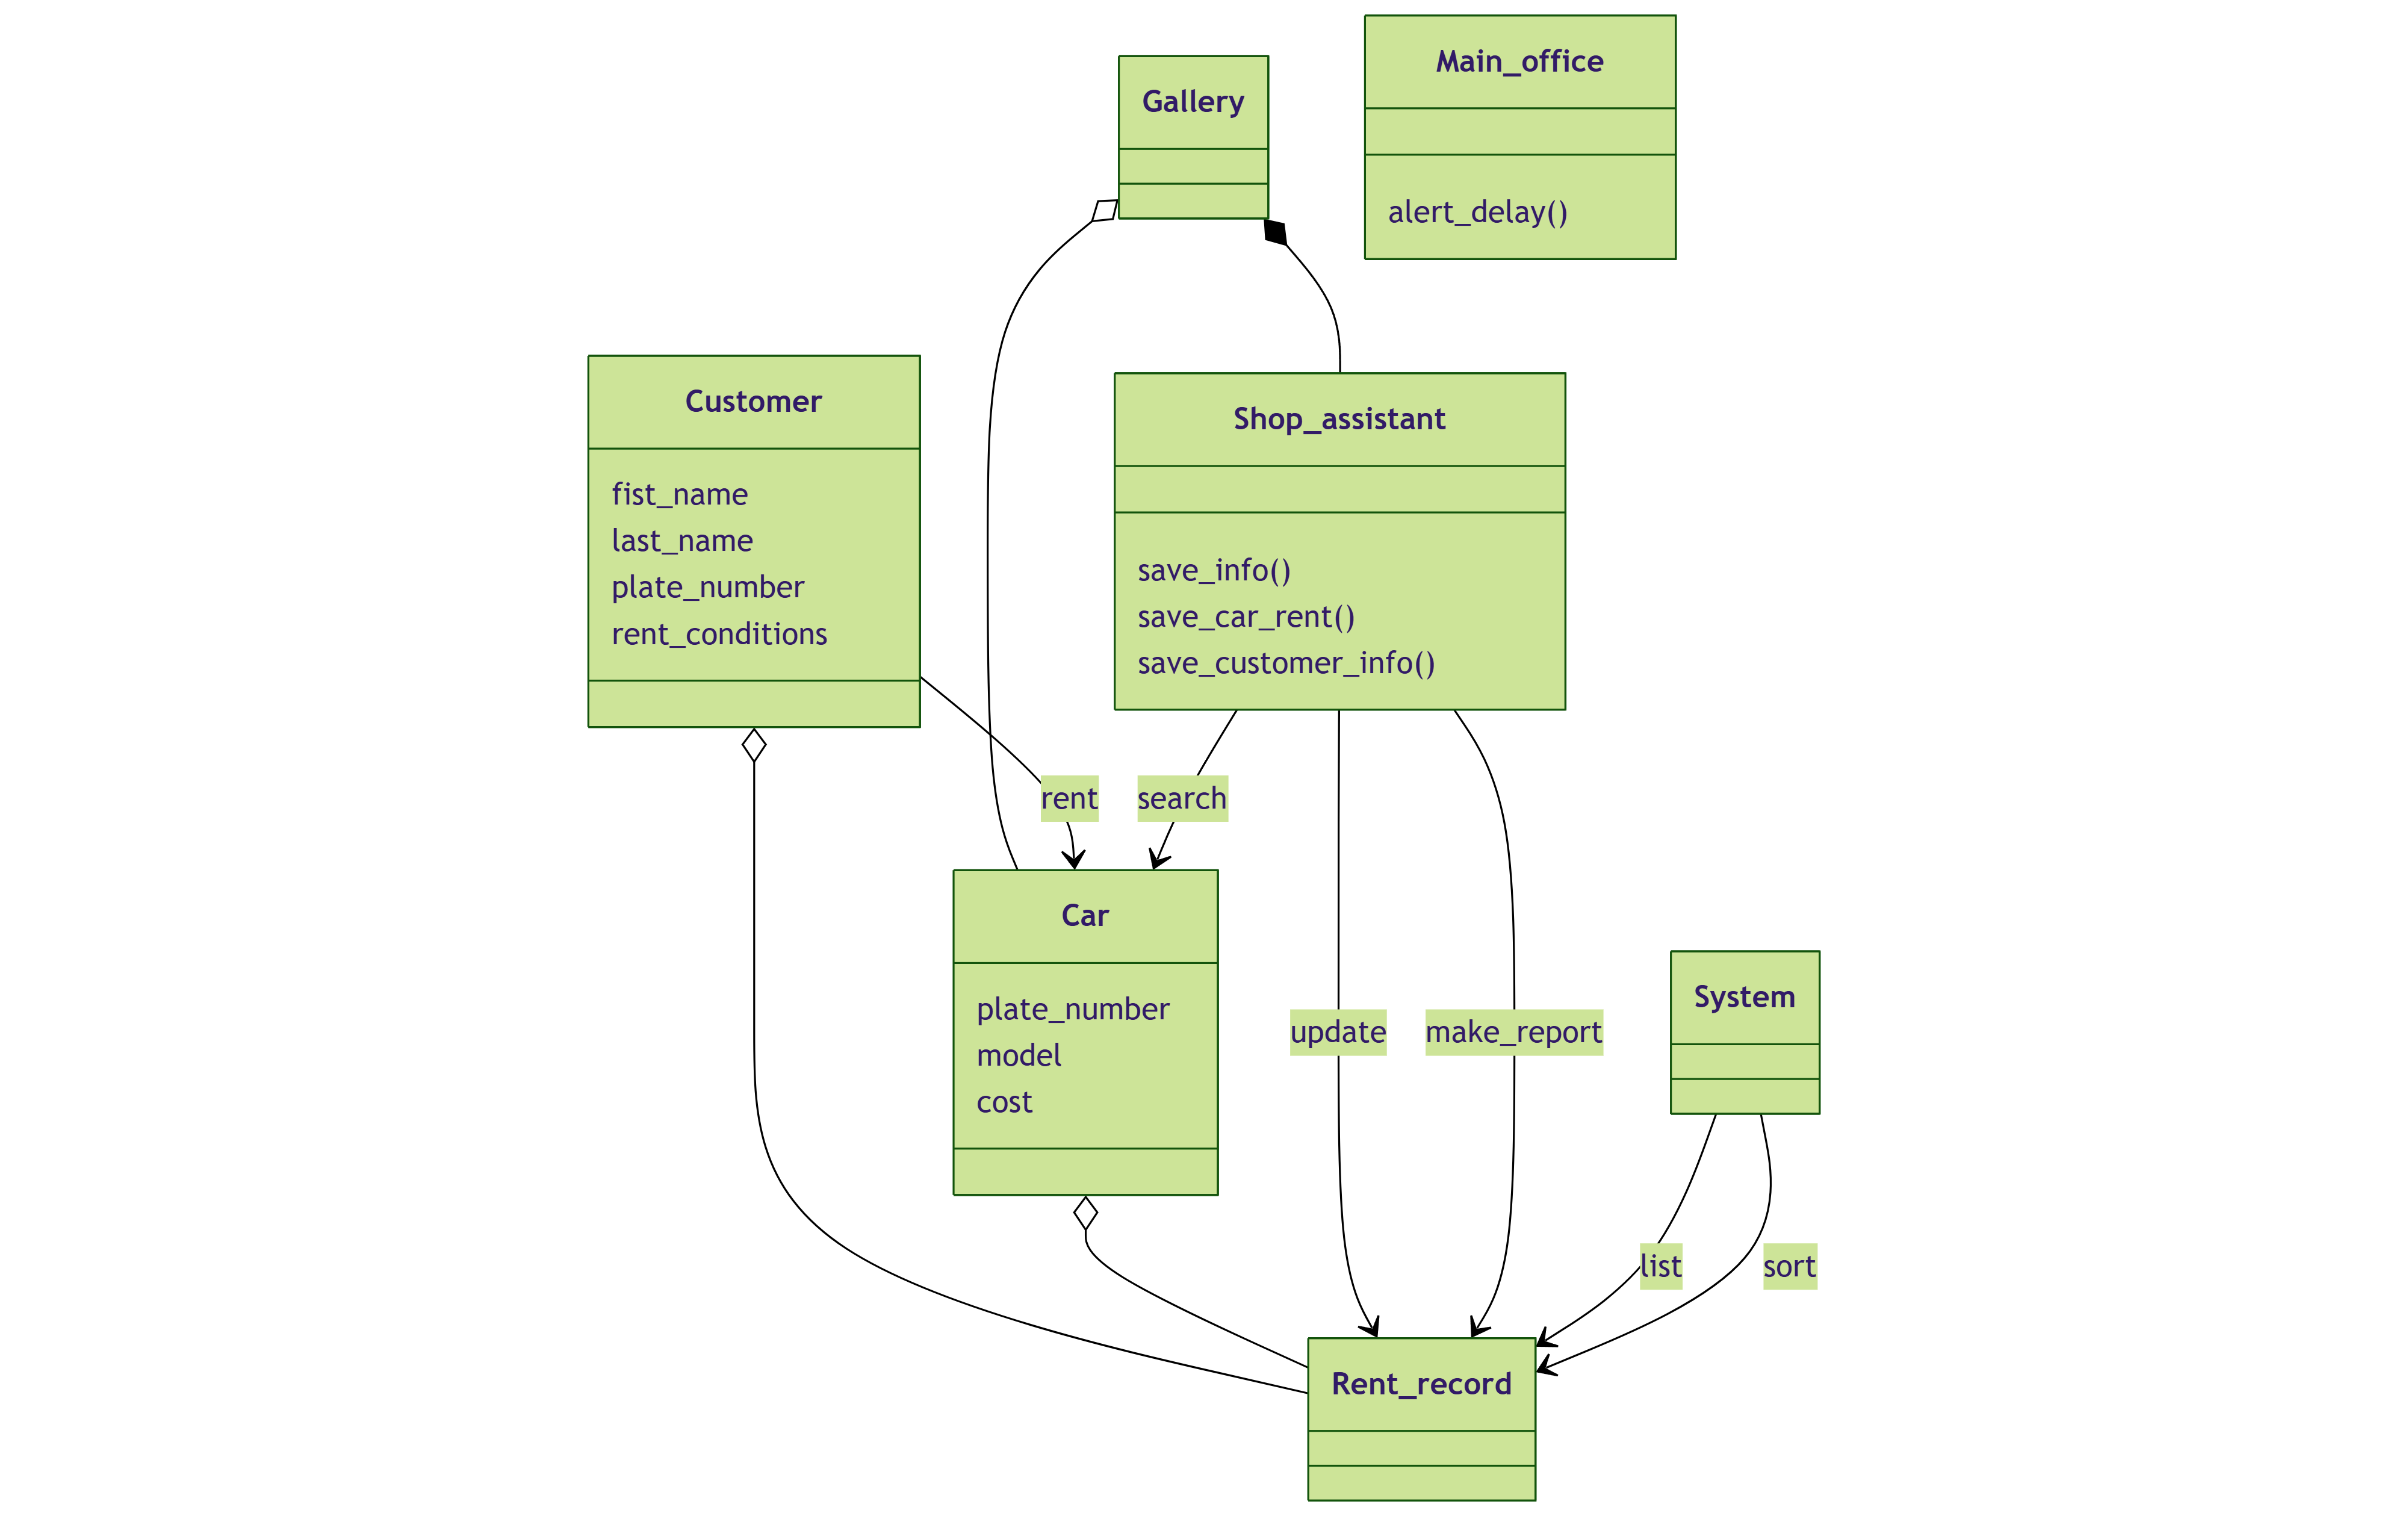 Main_office
alert_delay()
Gallery
Customer
fist_name
last_name
plate_number
rent_conditions
Shop_assistant
save_info()
save_car_rent()
save_customer_info()
rent
search
Car
plate_number
model
cost
update
make_report
System
list
sort
Rent_record